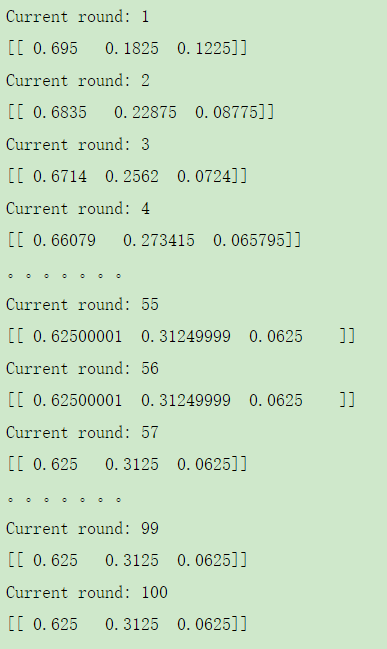 Current round: 1
[[ 0.695   0.1825  0.1225]]
Current round: 2
[[ 0.6835   0.22875  0.08775]]
Current round: 3
[[ 0.6714  0.2562  0.0724]]
Current round: 4
[[ 0.66079   0.273415  0.065795]]
。。。。。。。
Current round: 55
[[ 0.62500001  0.31249999  0.0625    ]]
Current round: 56
[[ 0.62500001  0.31249999  0.0625    ]]
Current round: 57
[[ 0.625   0.3125  0.0625]]
。。。。。。。
Current round: 99
[[ 0.625   0.3125  0.0625]]
Current round: 100
[[ 0.625   0.3125  0.0625]]